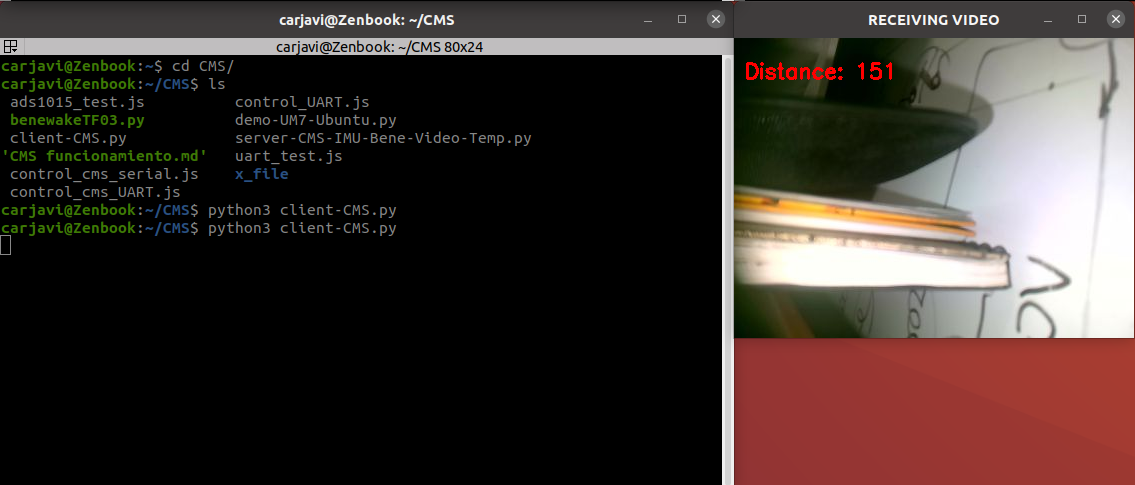 carjavi@Zenbook: ~/CMS
carjavi@Zenbook: ~/CMS 80x24
carjavi@Zenbook:~$ cd CMS/
carjavi@Zenbook:~/CMS$ ls
ads1015_test.js control_UART.js
benewakeTF03.py demo-UM7-Ubuntu.py
client-CMS.py server-CMS-IMU-Bene-Video-Temp.py
'CMS funcionamiento.md' uart_test.js
control_cms_serial.js x_file
control_cms_UART.js
carjavi@Zenbook:~/CMS$ python3 client-CMS.py
carjavi@Zenbook:~/CMS$ python3 client-CMS.py
RECEIVING VIDEO
Distance: 151